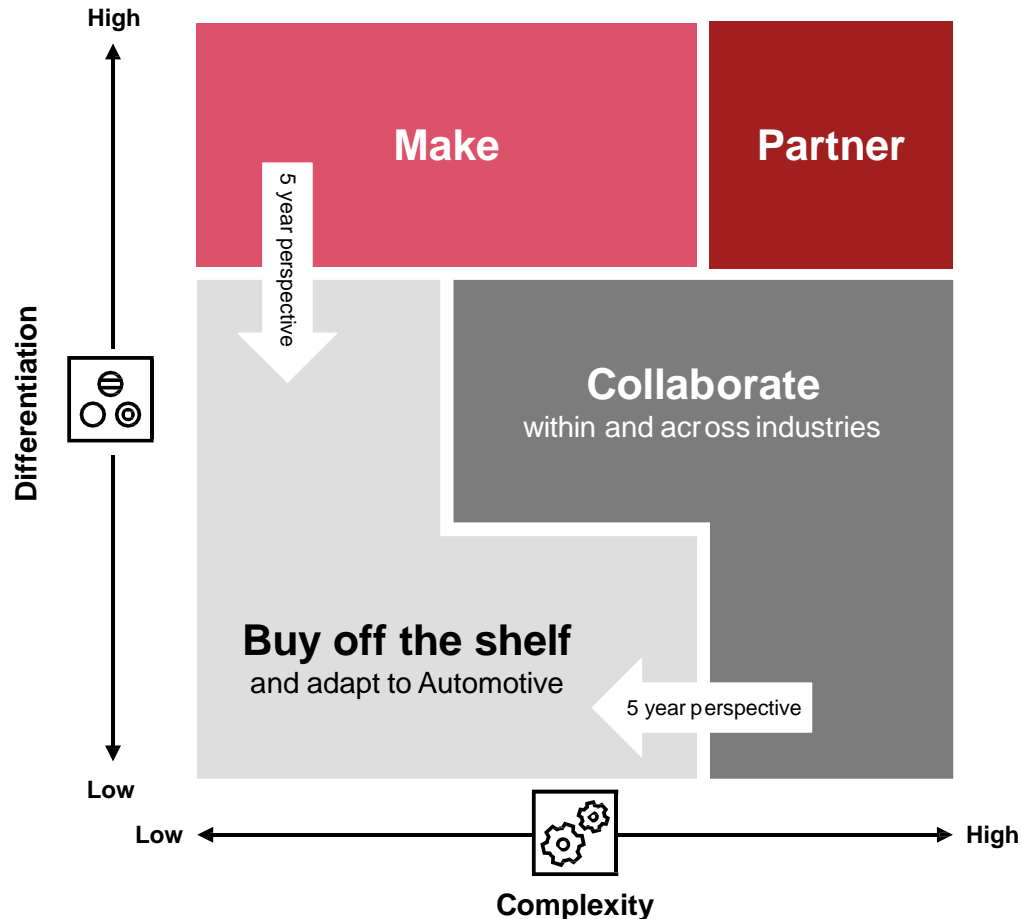 High
Make
Partner
5 year perspective
Differentiation
Collaborate
within and across industries
Buy off the shelf
and adapt to Automotive
5 year perspective
Low
Low
High
Complexity